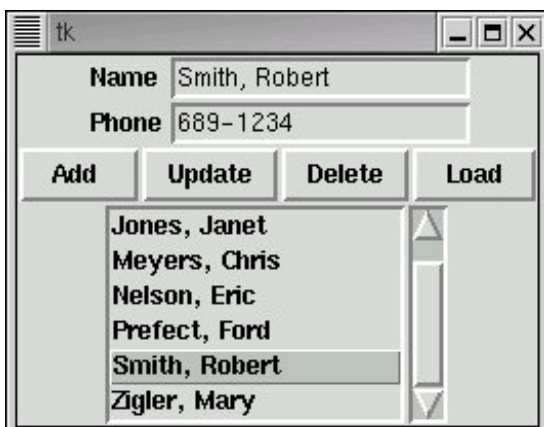 tk
Name Smith, Robert
Phone 689-1234
Add Update Delete Load
Jones, Janet
Meyers, Chris
Nelson, Eric
Prefect, Ford
Smith, Robert
Zigler, Mary